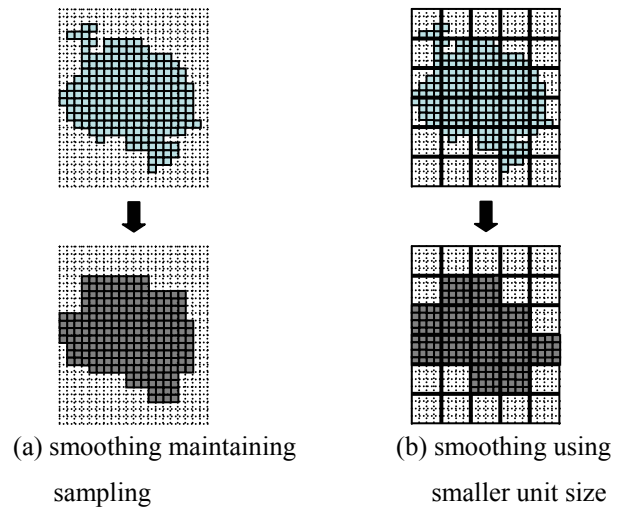 (a) smoothing maintaining
sampling
(b) smoothing using
smaller unit size